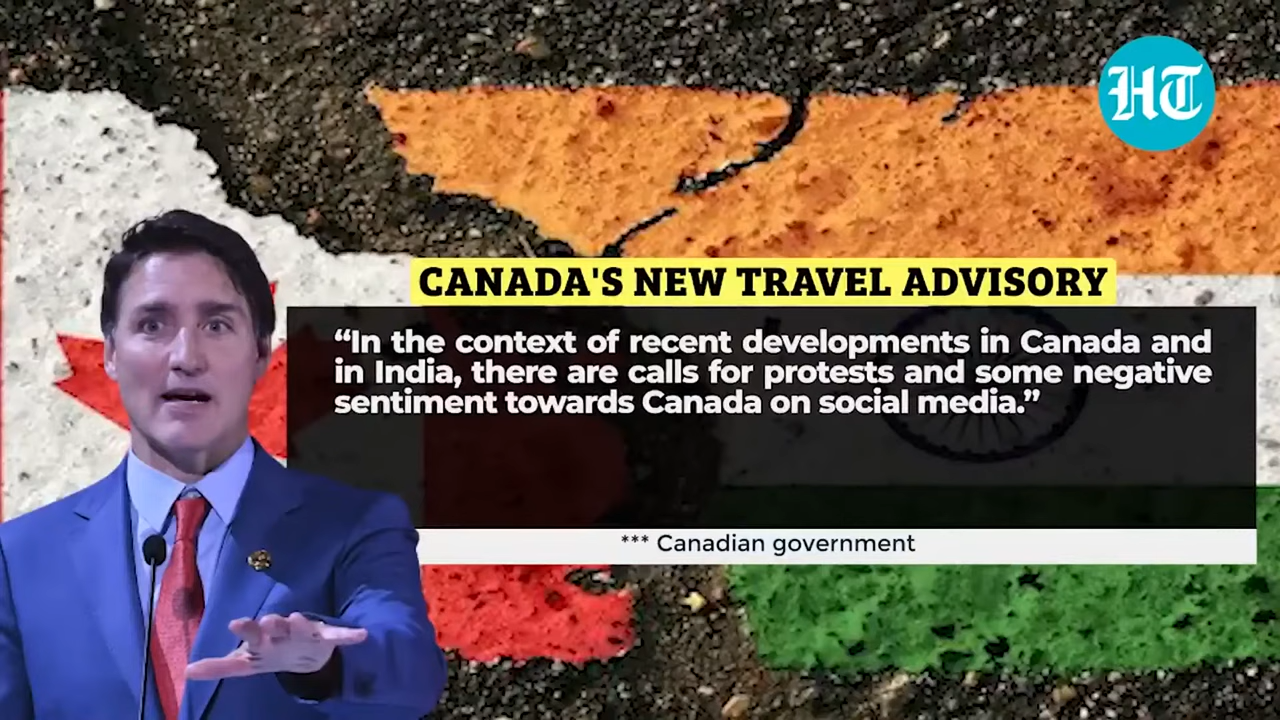 HT
CANADA'S NEW TRAVEL ADVISORY
“In the context of recent developments in Canada and
in India, there are calls for protests and some negative
sentiment towards Canada on social media.”
*** Canadian government